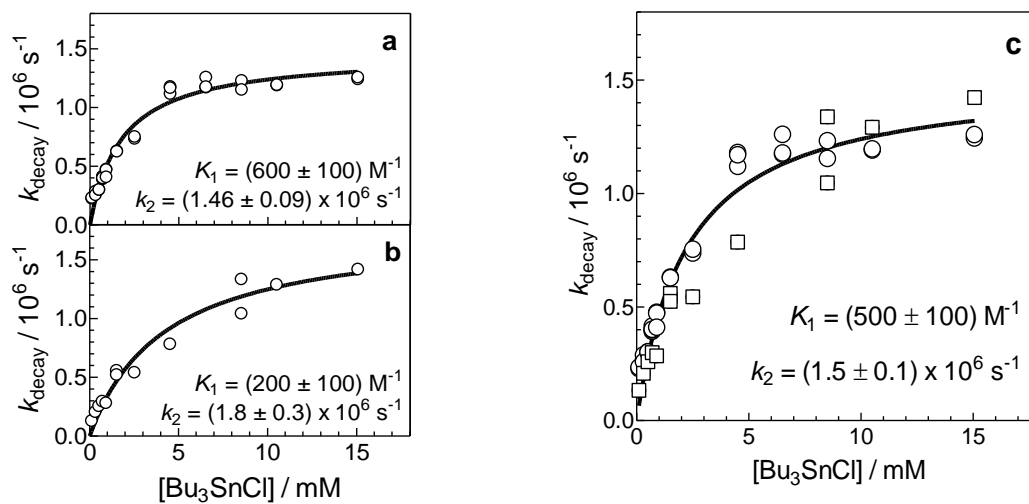 a
1.5
1.0
0.5
0.0
k_decay / 10^6 s^-1
K_1 = (600 ± 100) M^-1
k_2 = (1.46 ± 0.09) x 10^6 s^-1
b
1.5
1.0
0.5
0.0
k_decay / 10^6 s^-1
K_1 = (200 ± 100) M^-1
k_2 = (1.8 ± 0.3) x 10^6 s^-1
0 5 10 15
[Bu_3SnCl] / mM
c
1.5
1.0
0.5
0.0
k_decay / 10^6 s^-1
K_1 = (500 ± 100) M^-1
k_2 = (1.5 ± 0.1) x 10^6 s^-1
0 5 10 15
[Bu_3SnCl] / mM